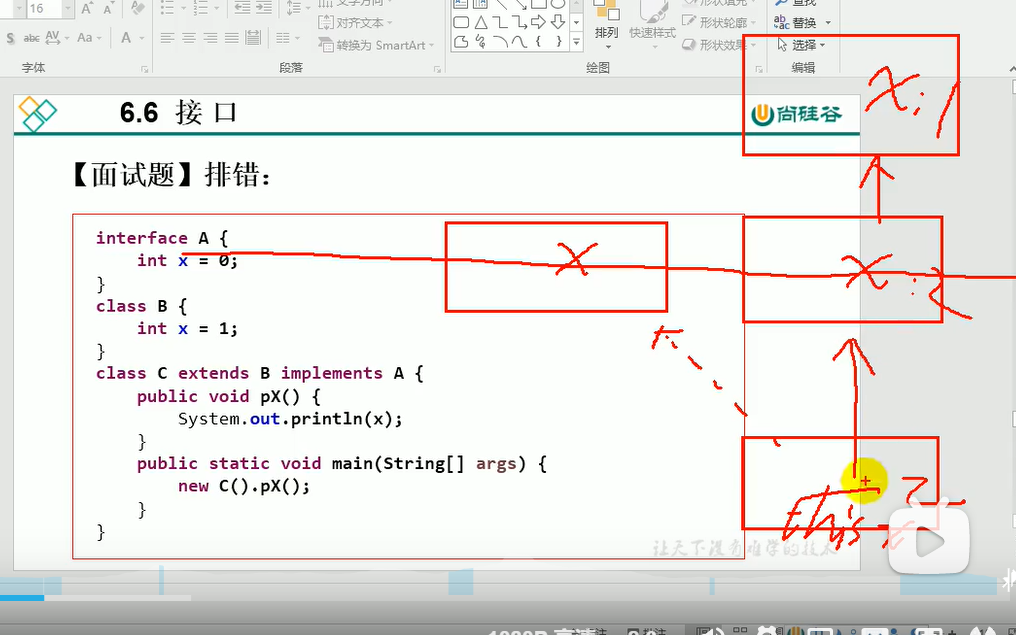 16
Aa
A
文字方向
对齐文本
转换为 SmartArt
排列
快速样式
形状填充
形状轮廓
形状效果
查找
替换
选择
字体
段落
绘图
编辑
6.6 接口
尚硅谷
x:1
【面试题】排错：
interface A {
int x = 0;
}
class B {
int x = 1;
}
class C extends B implements A {
public void pX() {
System.out.println(x);
}
public static void main(String[] args) {
new C().pX();
}
}
x
x:2
this
让天下没有难学的技术